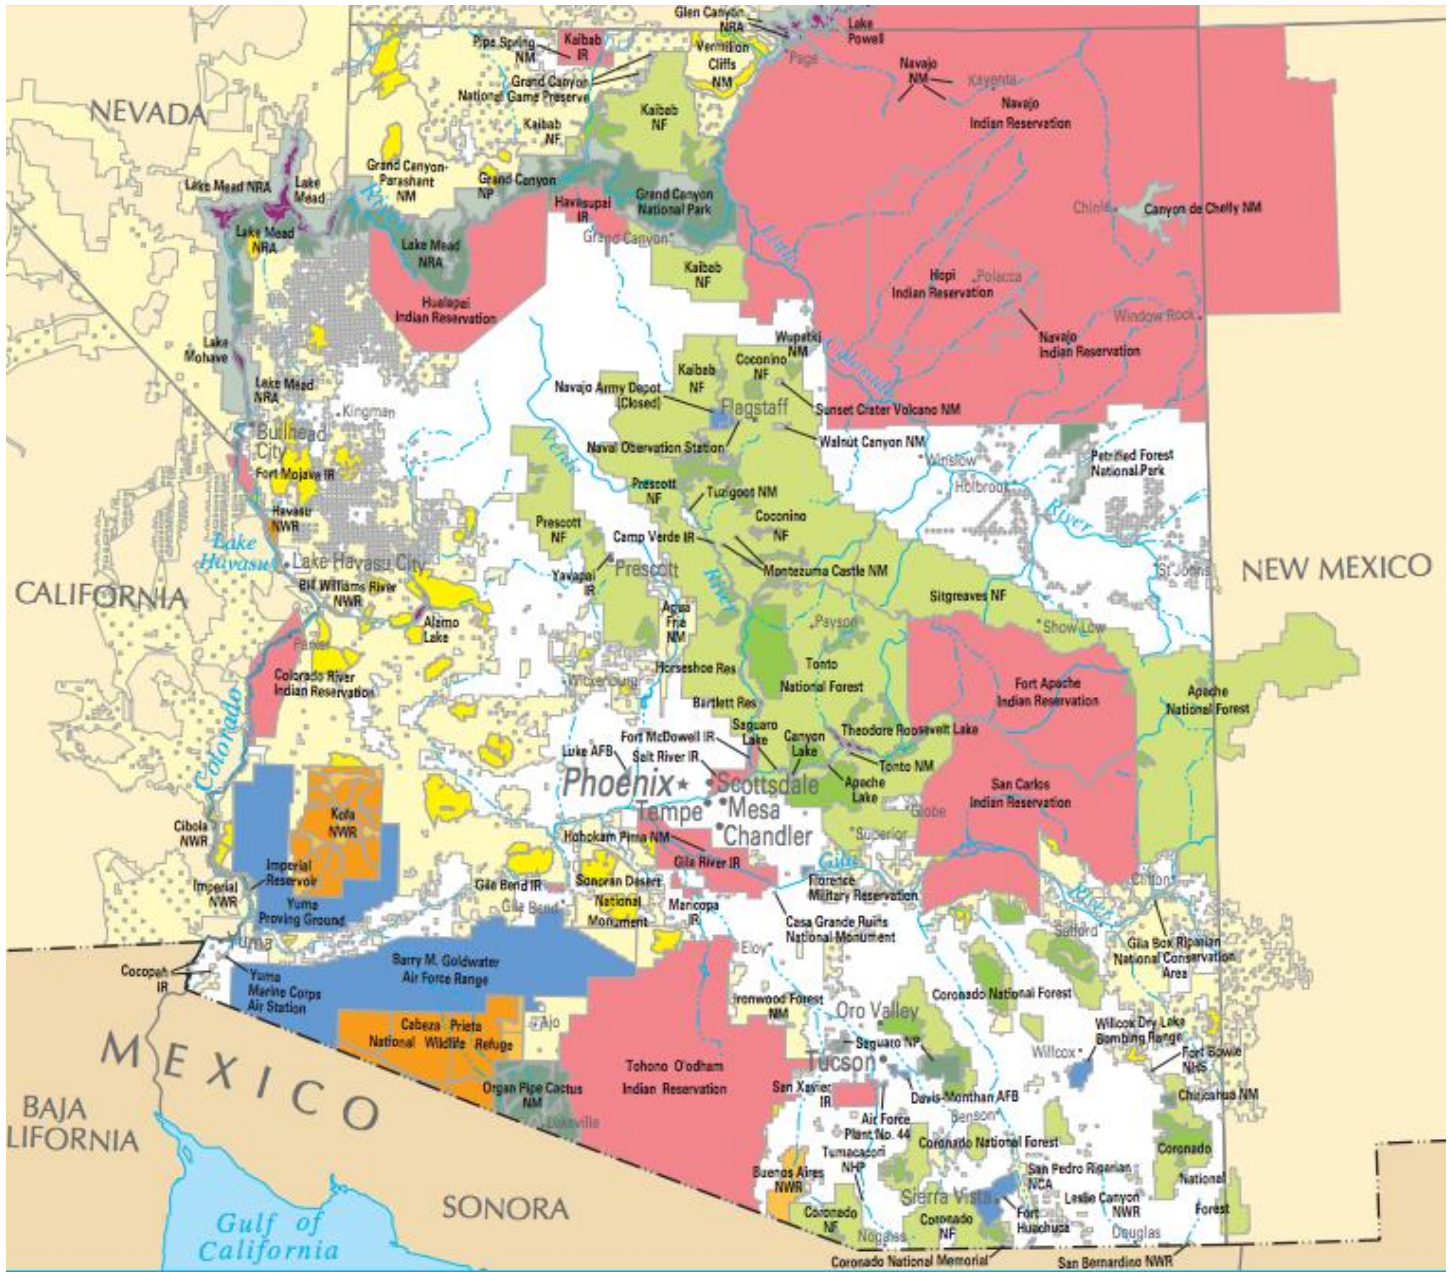 Glen Canyon
NRA
Lake
Powell
Pipe Spring
NM
Kaibab
IR
Vermilion
Cliffs
NM
Page
Navajo
NM
Kayenta
Grand Canyon
National Game Preserve
Navajo
Indian Reservation
NEVADA
Kaibab
NF
Kaibab
NF
Grand Canyon-
Parashant
NM
Grand Canyon
NP
Lake Mead NRA
Lake
Mead
River
Havasupai
IR
Grand Canyon
National Park
Chinle
Canyon de Chelly NM
Lake Mead
NRA
Lake Mead
NRA
Grand Canyon
Little
Kaibab
NF
Hopi
Indian Reservation
Polacca
Hualapai
Indian Reservation
Window Rock
Lake
Mohave
Wupatki
NM
Colorado
Navajo
Indian Reservation
Lake Mead
NRA
Kaibab
NF
Coconino
NF
Navajo Army Depot
(Closed)
Flagstaff
Sunset Crater Volcano NM
Kingman
Bullhead
City
Verde
Naval Obervation Station
Walnut Canyon NM
Winslow
Petrified Forest
National Park
Fort Mojave IR
Prescott
NF
Tuzigoot NM
Holbrook
River
Havasu
NWR
Prescott
NF
Coconino
NF
Camp Verde IR
Lake
Havasu
Lake Havasu City
Yavapai
IR
Prescott
Montezuma Castle NM
St Johns
NEW MEXICO
CALIFORNIA
Bill Williams River
NWR
River
Sitgreaves NF
Alamo
Lake
Agua
Fria
NM
Payson
Show Low
Parker
Colorado River
Indian Reservation
Wickenburg
Horseshoe Res
Tonto
National Forest
Fort Apache
Indian Reservation
Apache
National Forest
Bartlett Res
Colorado
Saguaro
Lake
Canyon
Lake
Theodore Roosevelt Lake
Fort McDowell IR
Luke AFB
Salt River IR
Tonto NM
Phoenix
Scottsdale
Apache
Lake
San Carlos
Indian Reservation
Tempe
Mesa
Globe
Kofa
NWR
Cibola
NWR
Hohokam Pima NM
Chandler
Superior
Gila River IR
Gila
Imperial
Reservoir
Imperial
NWR
Yuma
Proving Ground
Gila Bend IR
Gila Bend
Sonoran Desert
National
Monument
Maricopa
IR
Florence
Military Reservation
River
Clifton
Casa Grande Ruins
National Monument
Safford
Yuma
Eloy
Gila Box Riparian
National Conservation
Area
Cocopah
IR
Yuma
Marine Corps
Air Station
Barry M. Goldwater
Air Force Range
Coronado National Forest
Ironwood Forest
NM
Oro Valley
Cabeza Prieta
National Wildlife Refuge
Ajo
Willcox Dry Lake
Bombing Range
MEXICO
Saguaro NP
Willcox
Tucson
Fort Bowie
NHS
Tohono O'odham
Indian Reservation
Organ Pipe Cactus
NM
San Xavier
IR
Davis-Monthan AFB
Chiricahua NM
BAJA
LIFORNIA
Lukeville
Air Force
Plant No. 44
Benson
Coronado National Forest
Tumacacori
NHP
Buenos Aires
NWR
San Pedro Riparian
NCA
Coronado
National
Forest
Sierra Vista
Leslie Canyon
NWR
SONORA
Coronado
NF
Coronado
NF
Fort
Huachuca
Gulf of
California
Nogales
Douglas
Coronado National Memorial
San Bernardino NWR